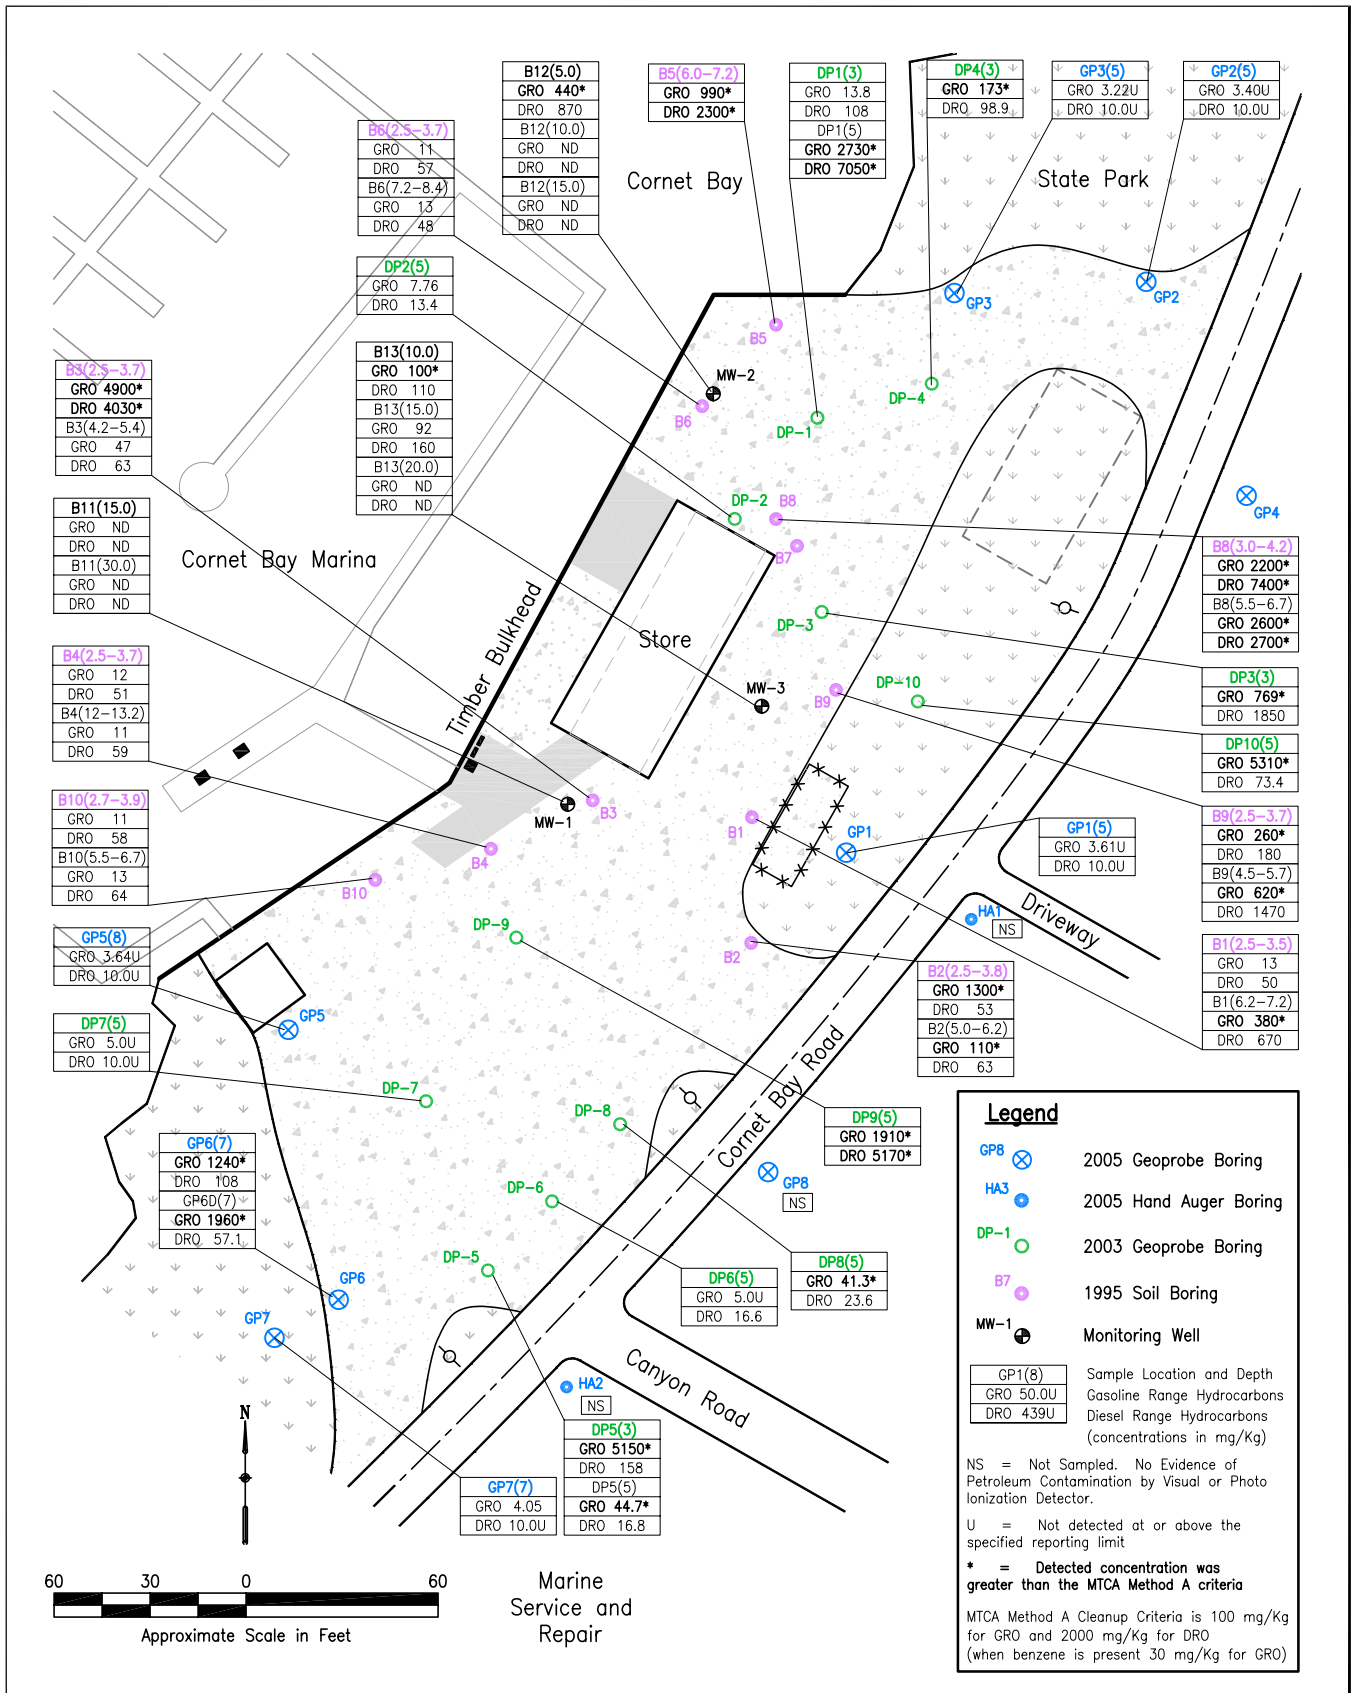 B12(5.0)
GRO 440*
DRO 870
B12(10.0)
GRO ND
DRO ND
B12(15.0)
GRO ND
DRO ND
B5(6.0-7.2)
GRO 990*
DRO 2300*
DP1(3)
GRO 13.8
DRO 108
DP1(5)
GRO 2730*
DRO 7050*
DP4(3)
GRO 173*
DRO 98.9
GP3(5)
GRO 3.22U
DRO 10.0U
GP2(5)
GRO 3.40U
DRO 10.0U
B6(2.5-3.7)
GRO 11
DRO 57
B6(7.2-8.4)
GRO 13
DRO 48
Cornet Bay
State Park
DP2(5)
GRO 7.76
DRO 13.4
GP3
GP2
B5
B13(10.0)
GRO 100*
DRO 110
B13(15.0)
GRO 92
DRO 160
B13(20.0)
GRO ND
DRO ND
B3(2.5-3.7)
GRO 4900*
DRO 4030*
B3(4.2-5.4)
GRO 47
DRO 63
MW-2
B6
DP-1
DP-4
DP-2
B8
B7
GP4
B11(15.0)
GRO ND
DRO ND
B11(30.0)
GRO ND
DRO ND
Cornet Bay Marina
Timber Bulkhead
Store
DP-3
B8(3.0-4.2)
GRO 2200*
DRO 7400*
B8(5.5-6.7)
GRO 2600*
DRO 2700*
B4(2.5-3.7)
GRO 12
DRO 51
B4(12-13.2)
GRO 11
DRO 59
MW-3
B9
DP-10
DP3(3)
GRO 769*
DRO 1850
DP10(5)
GRO 5310*
DRO 73.4
B10(2.7-3.9)
GRO 11
DRO 58
B10(5.5-6.7)
GRO 13
DRO 64
MW-1
B3
B4
B10
B1
GP1
GP1(5)
GRO 3.61U
DRO 10.0U
B9(2.5-3.7)
GRO 260*
DRO 180
B9(4.5-5.7)
GRO 620*
DRO 1470
HA1
NS
Driveway
DP-9
B2
GP5(8)
GRO 3.64U
DRO 10.0U
B2(2.5-3.8)
GRO 1300*
DRO 53
B2(5.0-6.2)
GRO 110*
DRO 63
B1(2.5-3.5)
GRO 13
DRO 50
B1(6.2-7.2)
GRO 380*
DRO 670
GP5
DP7(5)
GRO 5.0U
DRO 10.0U
DP-7
DP-8
Cornet Bay Road
DP9(5)
GRO 1910*
DRO 5170*
GP6(7)
GRO 1240*
DRO 108
GP6D(7)
GRO 1960*
DRO 57.1
DP-6
GP8
NS
DP-5
DP6(5)
GRO 5.0U
DRO 16.6
DP8(5)
GRO 41.3*
DRO 23.6
GP6
GP7
Canyon Road
HA2
NS
GP7(7)
GRO 4.05
DRO 10.0U
DP5(3)
GRO 5150*
DRO 158
DP5(5)
GRO 44.7*
DRO 16.8
N
60 30 0 60
Approximate Scale in Feet
Marine
Service and
Repair
Legend
GP8 2005 Geoprobe Boring
HA3 2005 Hand Auger Boring
DP-1 2003 Geoprobe Boring
B7 1995 Soil Boring
MW-1 Monitoring Well
GP1(8) Sample Location and Depth
GRO 50.0U Gasoline Range Hydrocarbons
DRO 439U Diesel Range Hydrocarbons
(concentrations in mg/Kg)
NS = Not Sampled. No Evidence of
Petroleum Contamination by Visual or Photo
Ionization Detector.
U = Not detected at or above the
specified reporting limit
* = Detected concentration was
greater than the MTCA Method A criteria
MTCA Method A Cleanup Criteria is 100 mg/Kg
for GRO and 2000 mg/Kg for DRO
(when benzene is present 30 mg/Kg for GRO)